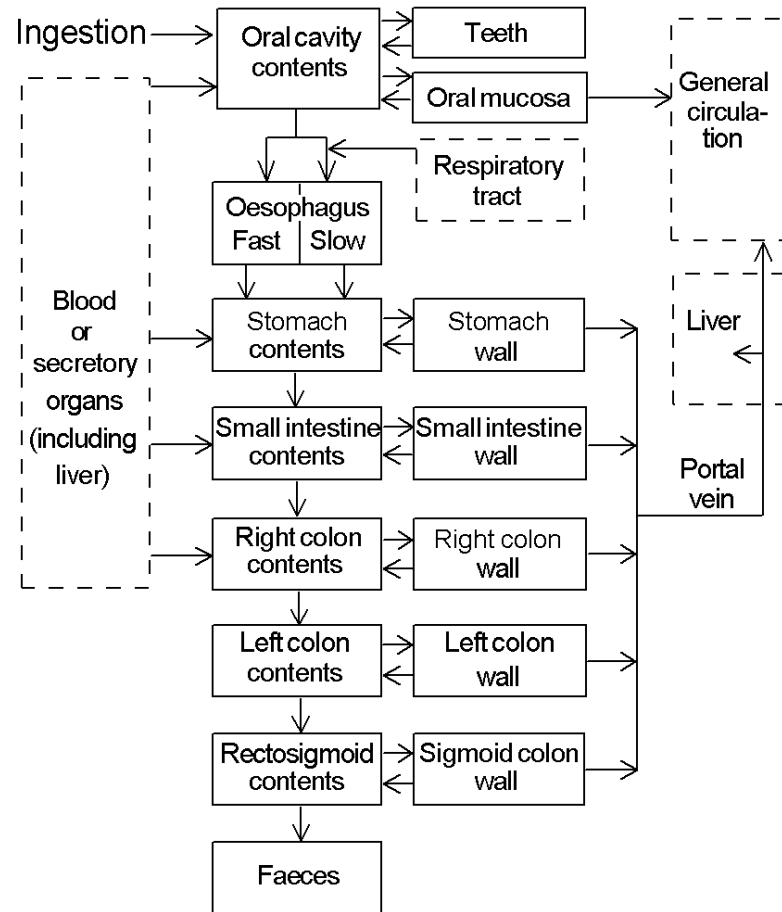 Ingestion
Oral cavity
contents
Teeth
Oral mucosa
General
circula-
tion
Respiratory
tract
Oesophagus
Fast
Slow
Blood
or
secretory
organs
(including
liver)
Stomach
contents
Stomach
wall
Liver
Small intestine
contents
Small intestine
wall
Portal
vein
Right colon
contents
Right colon
wall
Left colon
contents
Left colon
wall
Rectosigmoid
contents
Sigmoid colon
wall
Faeces